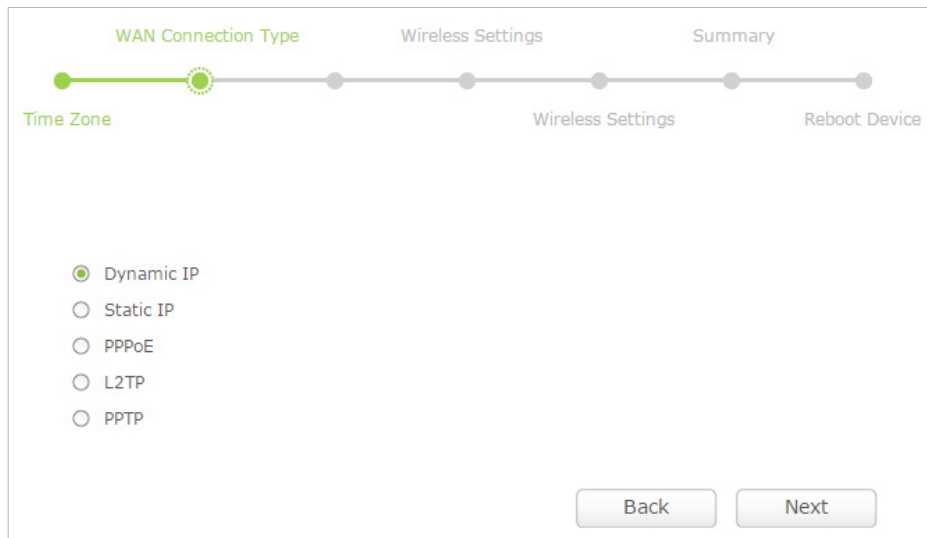 WAN Connection Type Wireless Settings Summary
Time Zone Wireless Settings Reboot Device
Dynamic IP
Static IP
PPPoE
L2TP
PPTP
Back Next